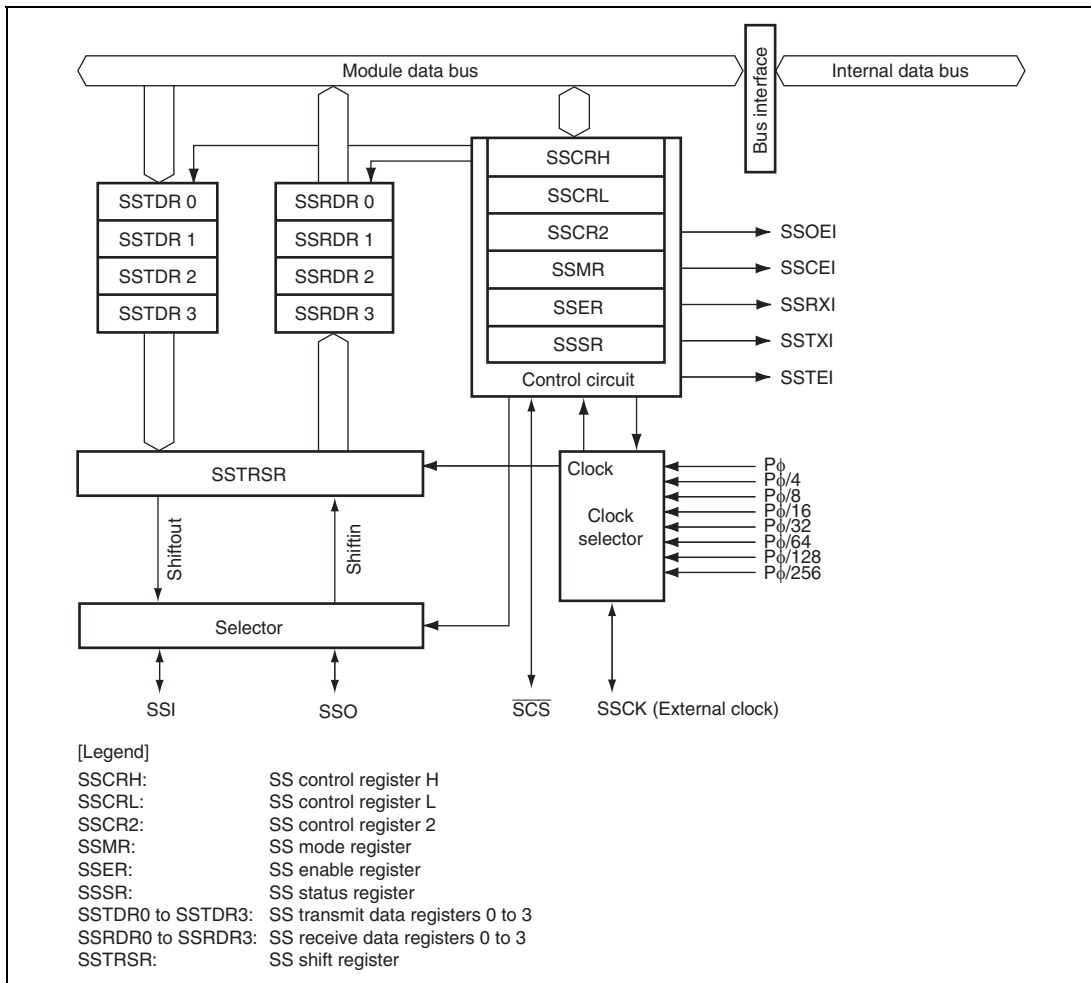 Module data bus
Bus interface
Internal data bus
SSTDR 0
SSTDR 1
SSTDR 2
SSTDR 3
SSRDR 0
SSRDR 1
SSRDR 2
SSRDR 3
SSCRH
SSCRL
SSCR2
SSMR
SSER
SSSR
Control circuit
SSOEI
SSCEI
SSRXI
SSTXI
SSTEI
SSTRSR
Clock
Clock
selector
Pϕ
Pϕ/4
Pϕ/8
Pϕ/16
Pϕ/32
Pϕ/64
Pϕ/128
Pϕ/256
Shiftout
Shiftin
Selector
SSI
SSO
S̅C̅S̅
SSCK (External clock)
[Legend]
SSCRH: SS control register H
SSCRL: SS control register L
SSCR2: SS control register 2
SSMR: SS mode register
SSER: SS enable register
SSSR: SS status register
SSTDR0 to SSTDR3: SS transmit data registers 0 to 3
SSRDR0 to SSRDR3: SS receive data registers 0 to 3
SSTRSR: SS shift register